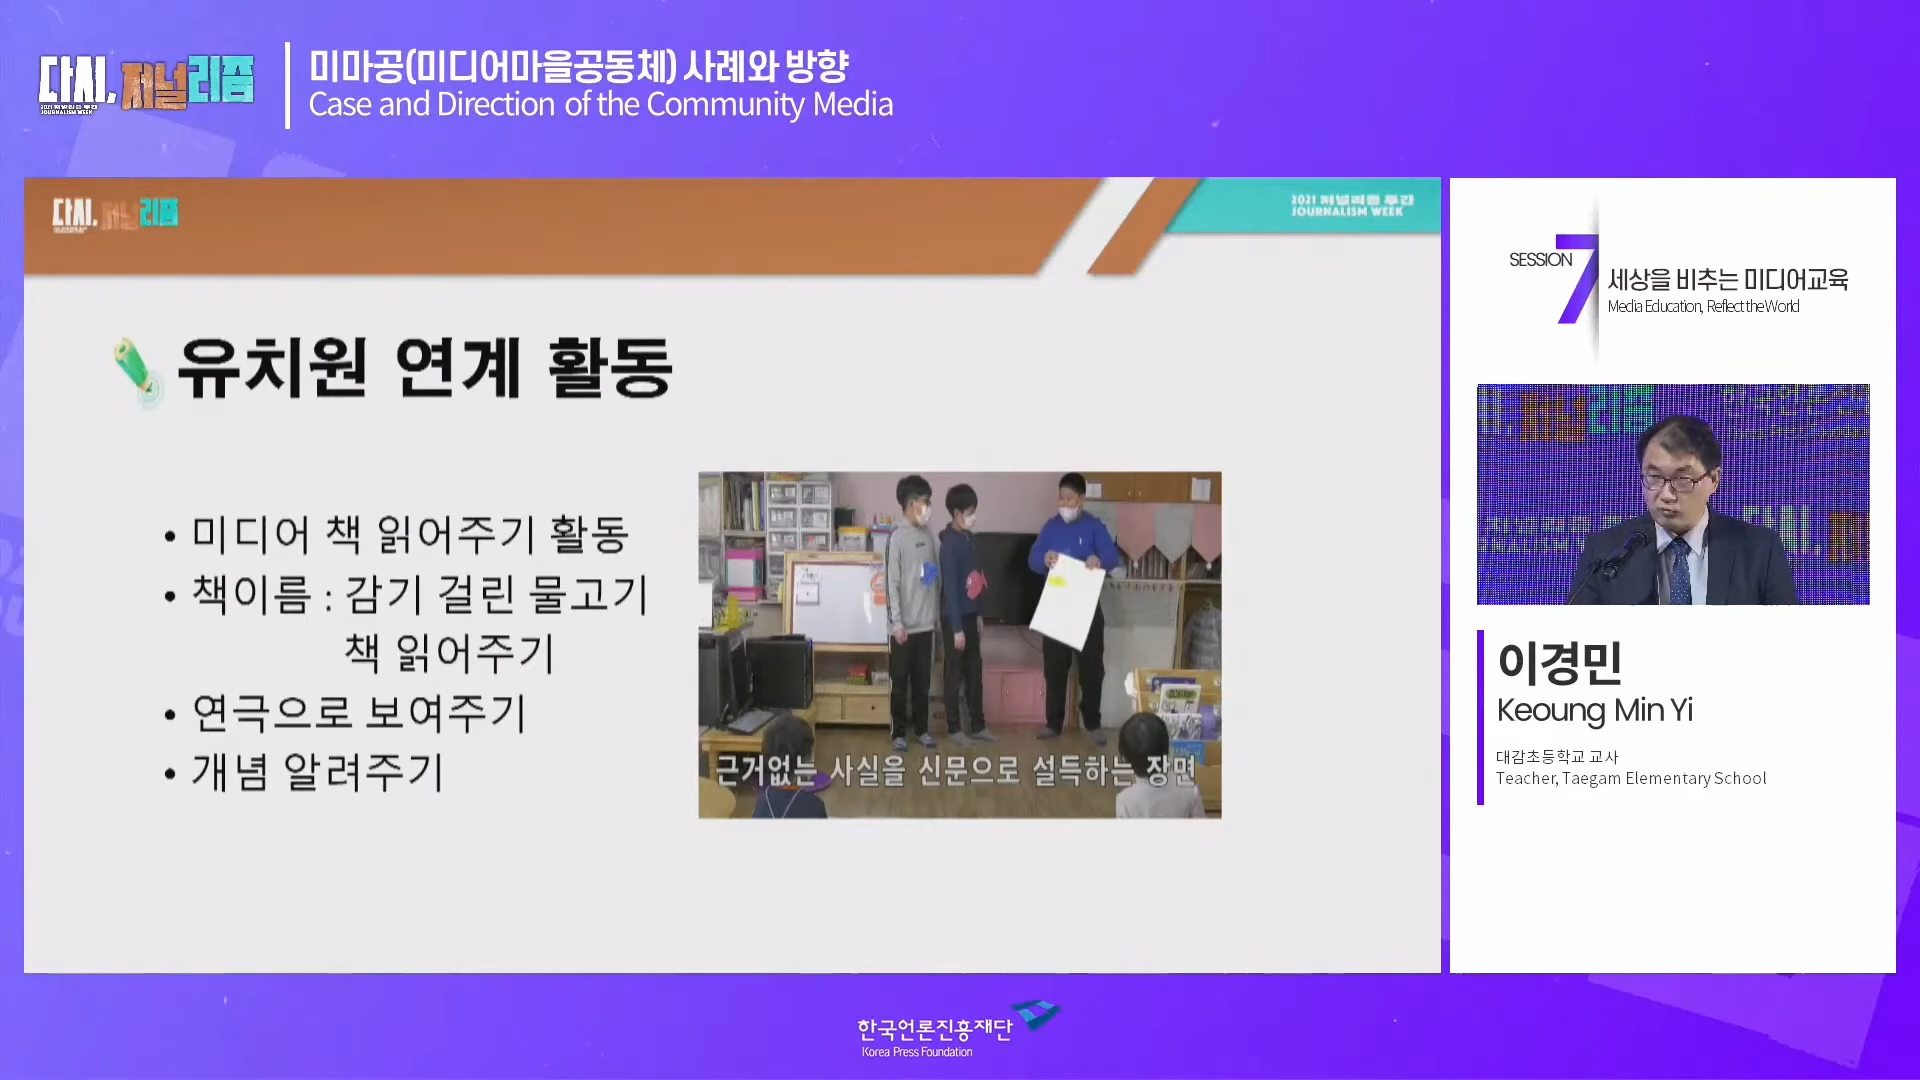 다시, 저널리즘
2021 저널리즘 주간
JOURNALISM WEEK
미마공(미디어마을공동체) 사례와 방향
Case and Direction of the Community Media
다시, 저널리즘
2021 저널리즘 주간
JOURNALISM WEEK
유치원 연계 활동
• 미디어 책 읽어주기 활동
• 책이름 : 감기 걸린 물고기
책 읽어주기
• 연극으로 보여주기
• 개념 알려주기
근거없는 사실을 신문으로 설득하는 장면
SESSION 7
세상을 비추는 미디어교육
Media Education, Reflect the World
이경민
Keoung Min Yi
대감초등학교 교사
Teacher, Taegam Elementary School
한국언론진흥재단
Korea Press Foundation